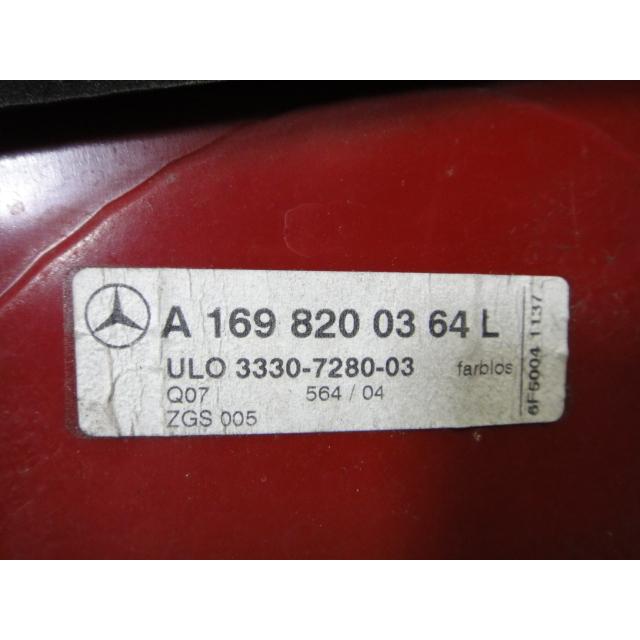 A 169 820 03 64 L
ULO 3330-7280-03 farblos
Q07 564 / 04
ZGS 005
6F5004 1137